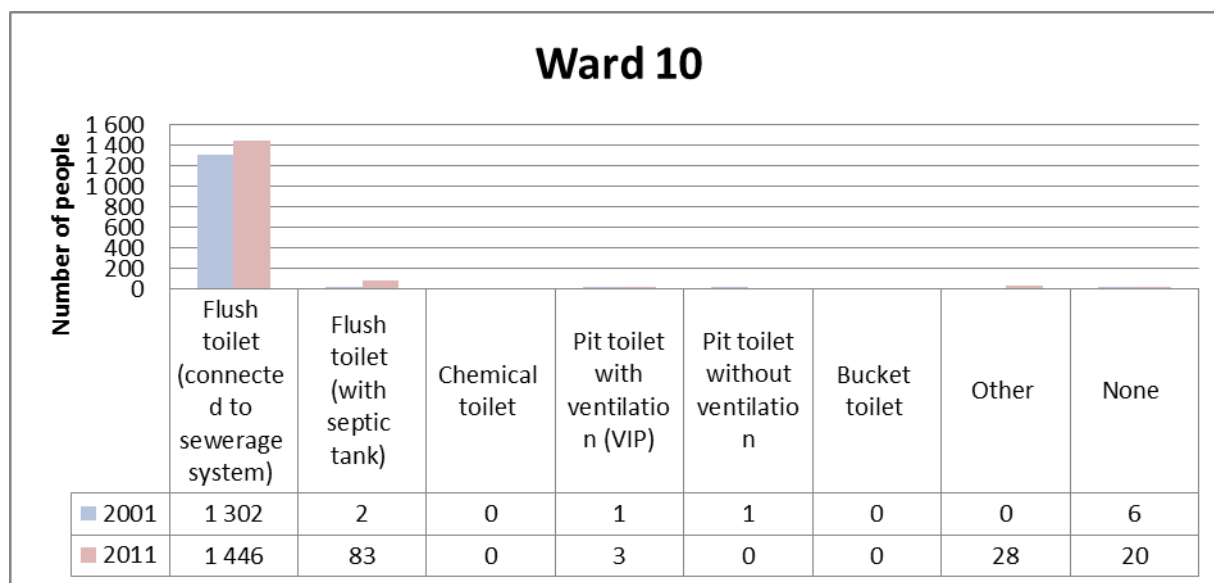 Ward 10
Number of people
1 600
1 400
1 200
1 000
800
600
400
200
0
Flush
toilet
(connecte
d to
sewerage
system)
Flush
toilet
(with
septic
tank)
Chemical
toilet
Pit toilet
with
ventilatio
n (VIP)
Pit toilet
without
ventilatio
n
Bucket
toilet
Other
None
2001 1 302 2 0 1 1 0 0 6
2011 1 446 83 0 3 0 0 28 20